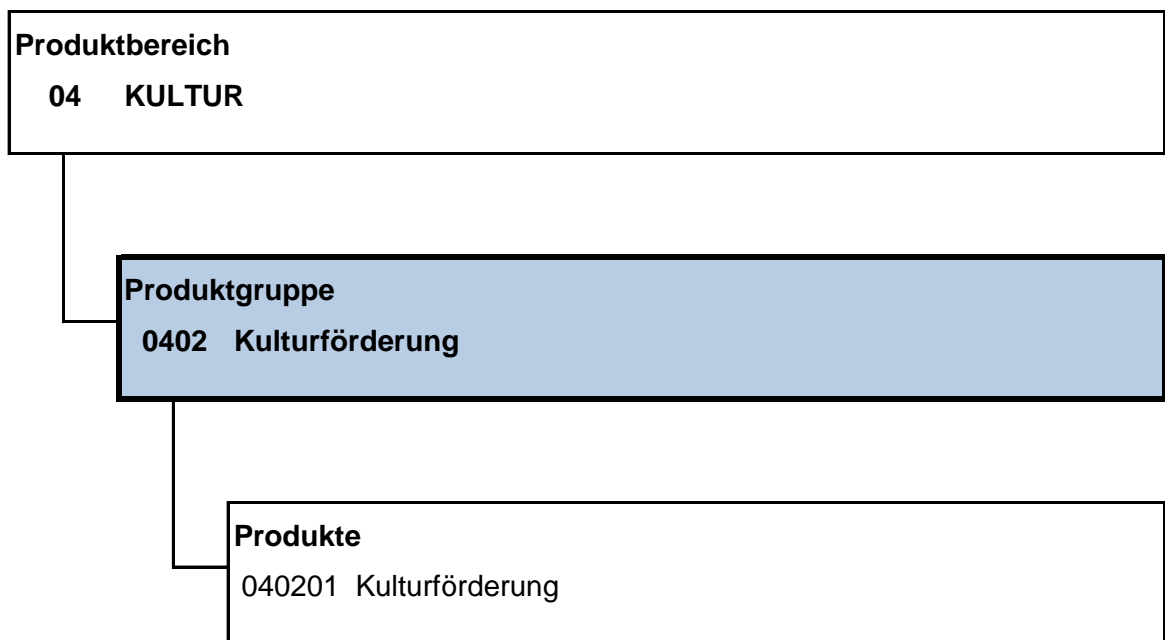 Produktbereich
04 KULTUR
Produktgruppe
0402 Kulturförderung
Produkte
040201 Kulturförderung